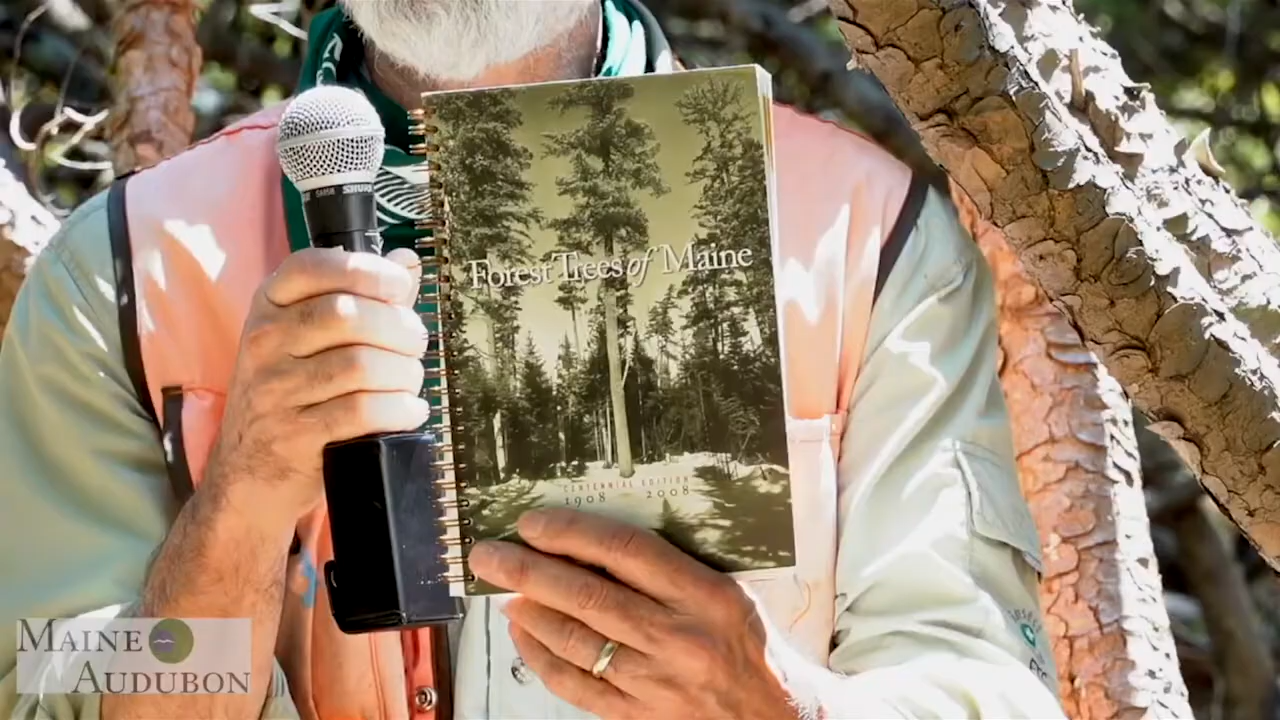 SHURE
Forest Trees of Maine
CENTENNIAL EDITION
1908 2008
MAINE
AUDUBON